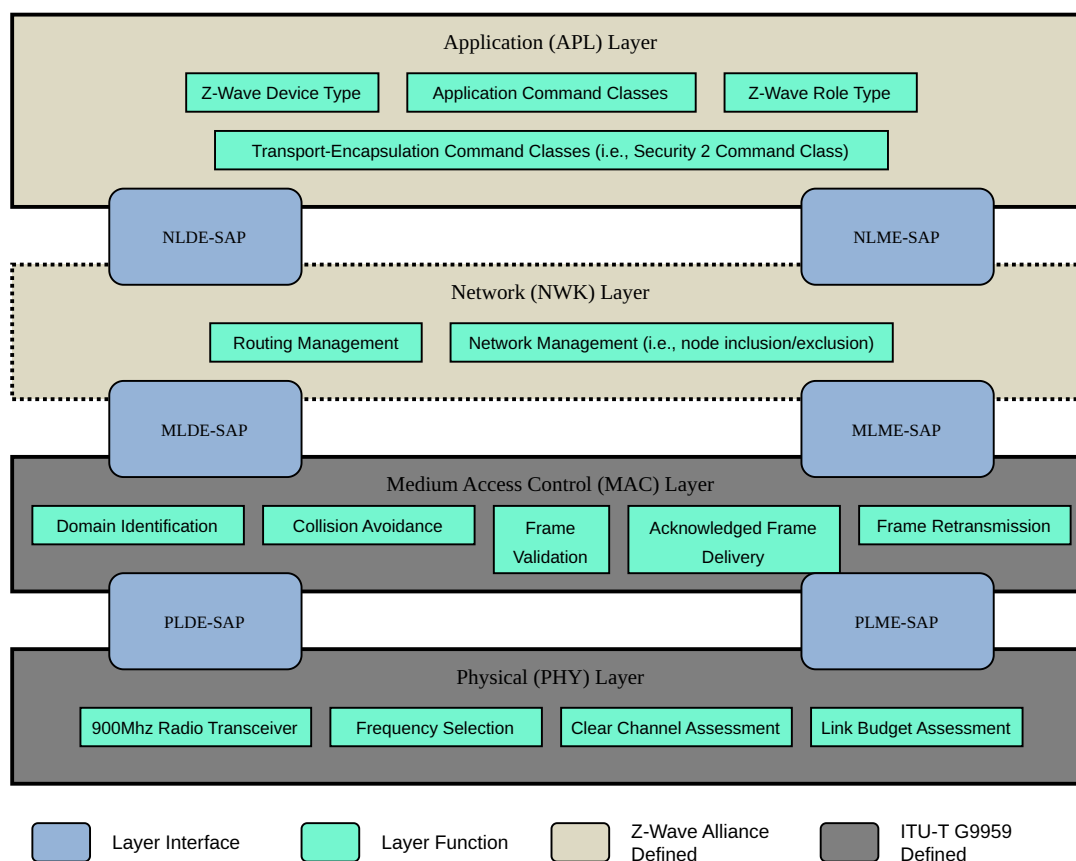 Application (APL) Layer
Z-Wave Device Type
Application Command Classes
Z-Wave Role Type
Transport-Encapsulation Command Classes (i.e., Security 2 Command Class)
NLDE-SAP
NLME-SAP
Network (NWK) Layer
Routing Management
Network Management (i.e., node inclusion/exclusion)
MLDE-SAP
MLME-SAP
Medium Access Control (MAC) Layer
Domain Identification
Collision Avoidance
Frame
Validation
Acknowledged Frame
Delivery
Frame Retransmission
PLDE-SAP
PLME-SAP
Physical (PHY) Layer
900Mhz Radio Transceiver
Frequency Selection
Clear Channel Assessment
Link Budget Assessment
Layer Interface
Layer Function
Z-Wave Alliance
Defined
ITU-T G9959
Defined